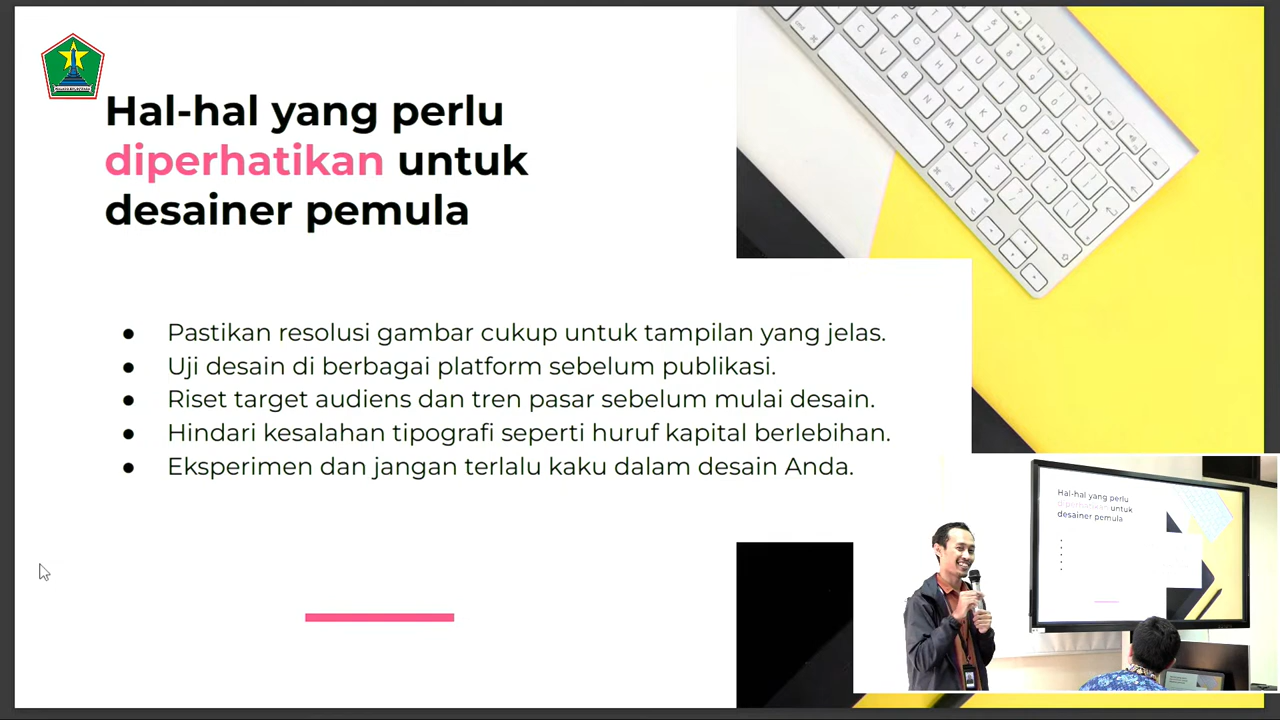 Hal-hal yang perlu
diperhatikan untuk
desainer pemula
● Pastikan resolusi gambar cukup untuk tampilan yang jelas.
● Uji desain di berbagai platform sebelum publikasi.
● Riset target audiens dan tren pasar sebelum mulai desain.
● Hindari kesalahan tipografi seperti huruf kapital berlebihan.
● Eksperimen dan jangan terlalu kaku dalam desain Anda.
Hal-hal yang perlu
diperhatikan untuk
desainer pemula